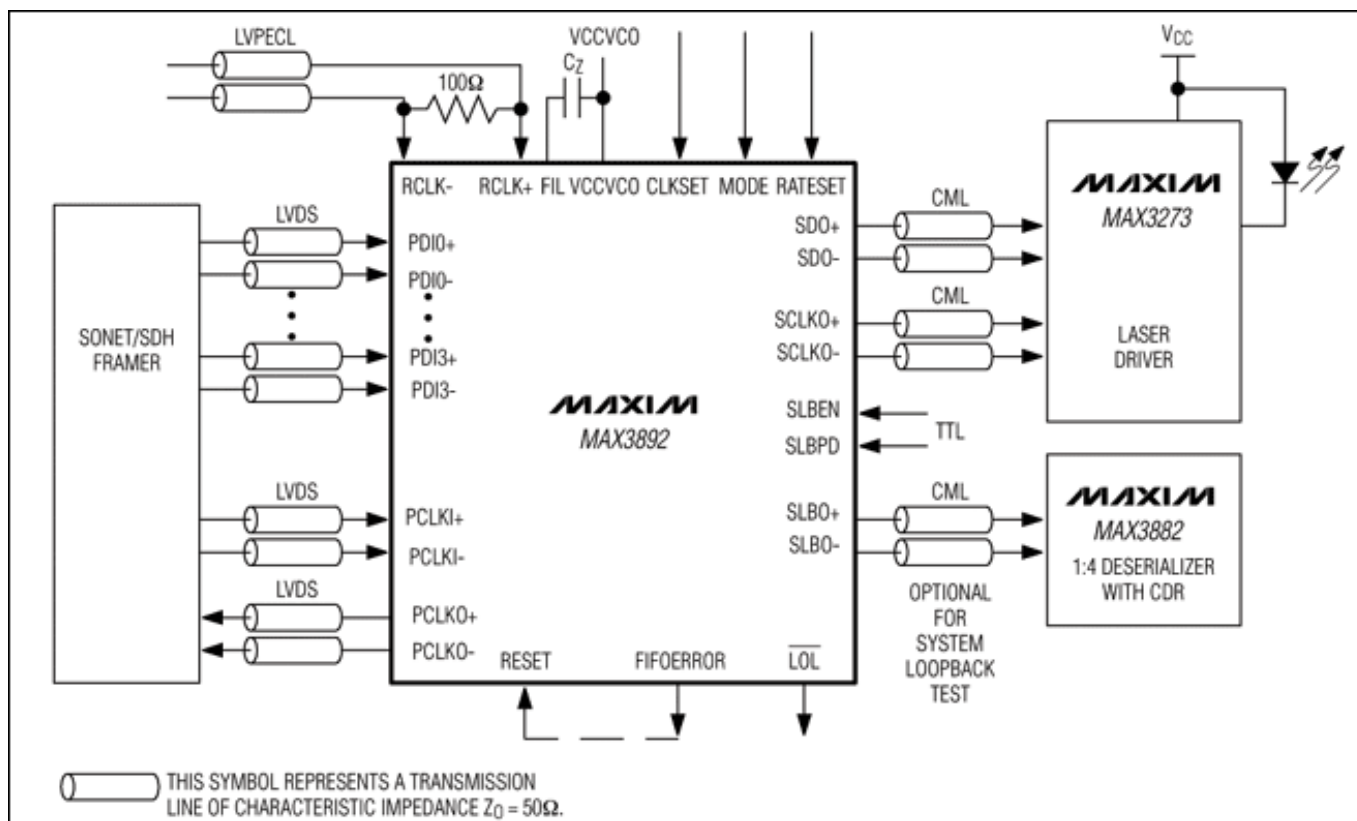 LVPECL
100Ω
CZ
VCCVCO
VCC
RCLK-
RCLK+
FIL
VCCVCO
CLKSET
MODE
RATESET
SONET/SDH
FRAMER
LVDS
PDI0+
PDI0-
PDI3+
PDI3-
LVDS
PCLKI+
PCLKI-
LVDS
PCLKO+
PCLKO-
MAXIM
MAX3892
SDO+
SDO-
SCLKO+
SCLKO-
SLBEN
SLBPD
SLBO+
SLBO-
RESET
FIFOERROR
LOL
CML
CML
TTL
CML
OPTIONAL
FOR
SYSTEM
LOOPBACK
TEST
MAXIM
MAX3273
LASER
DRIVER
MAXIM
MAX3882
1:4 DESERIALIZER
WITH CDR
THIS SYMBOL REPRESENTS A TRANSMISSION
LINE OF CHARACTERISTIC IMPEDANCE Z0 = 50Ω.